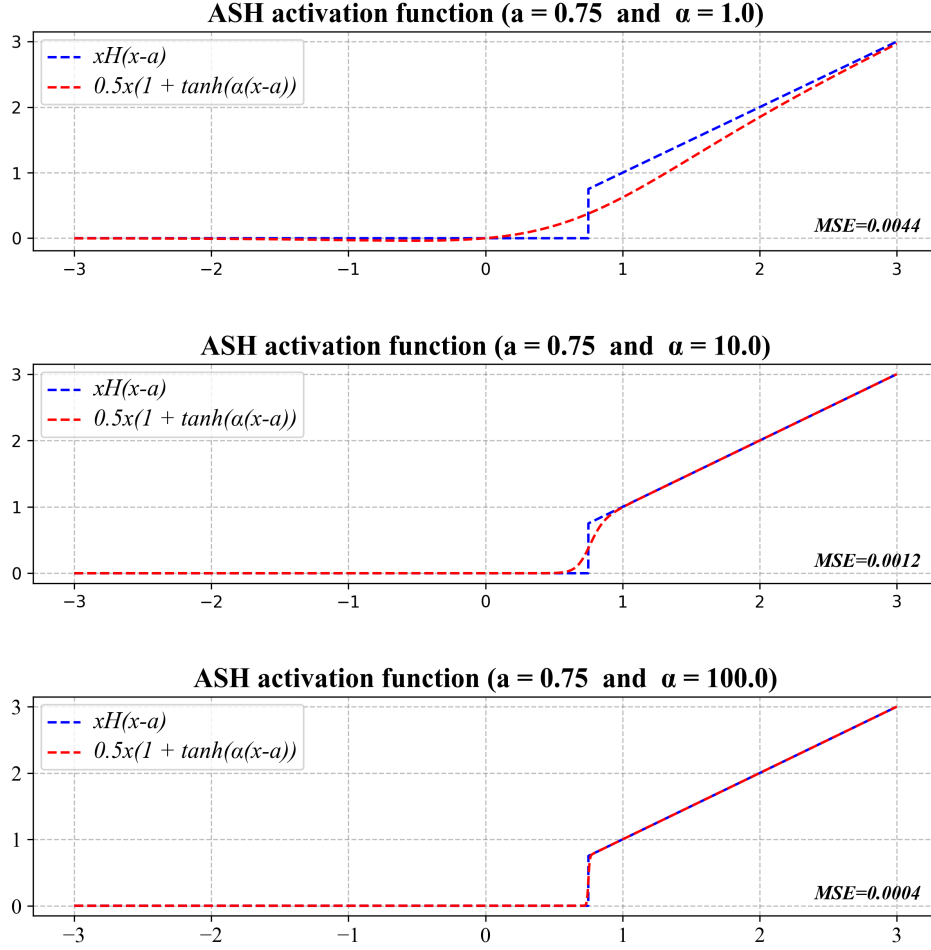 ASH activation function (a = 0.75 and α = 1.0)
xH(x-a)
0.5x(1 + tanh(α(x-a))
3
2
1
0
MSE=0.0044
−3 −2 −1 0 1 2 3
ASH activation function (a = 0.75 and α = 10.0)
xH(x-a)
0.5x(1 + tanh(α(x-a))
3
2
1
0
MSE=0.0012
−3 −2 −1 0 1 2 3
ASH activation function (a = 0.75 and α = 100.0)
xH(x-a)
0.5x(1 + tanh(α(x-a))
3
2
1
0
MSE=0.0004
−3 −2 −1 0 1 2 3